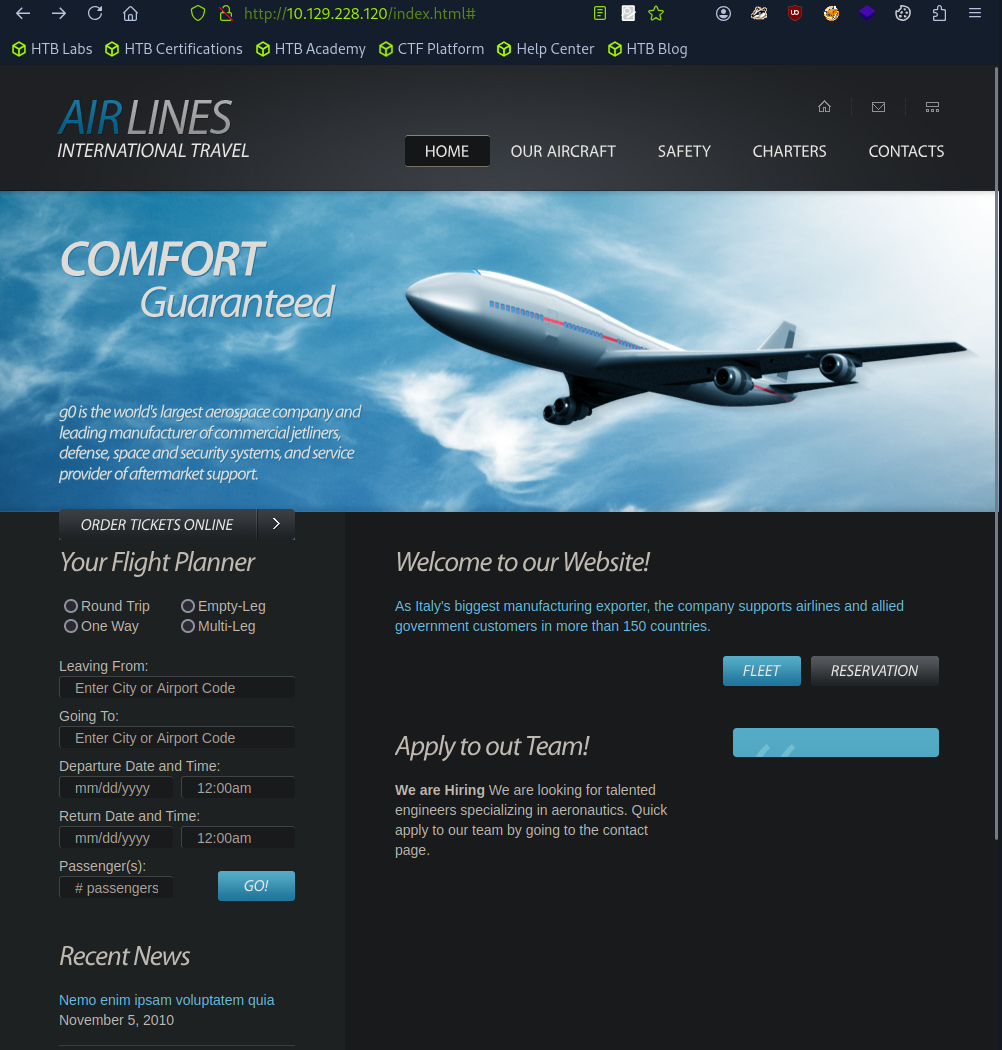 http://10.129.228.120/index.html#
HTB Labs HTB Certifications HTB Academy CTF Platform Help Center HTB Blog
AIRLINES
INTERNATIONAL TRAVEL
HOME OUR AIRCRAFT SAFETY CHARTERS CONTACTS
COMFORT
Guaranteed
g0 is the world's largest aerospace company and
leading manufacturer of commercial jetliners,
defense, space and security systems, and service
provider of aftermarket support.
ORDER TICKETS ONLINE
Your Flight Planner
Round Trip Empty-Leg
One Way Multi-Leg
Leaving From:
Enter City or Airport Code
Going To:
Enter City or Airport Code
Departure Date and Time:
mm/dd/yyyy 12:00am
Return Date and Time:
mm/dd/yyyy 12:00am
Passenger(s):
# passengers GO!
Recent News
Nemo enim ipsam voluptatem quia
November 5, 2010
Welcome to our Website!
As Italy's biggest manufacturing exporter, the company supports airlines and allied
government customers in more than 150 countries.
FLEET RESERVATION
Apply to out Team!
We are Hiring We are looking for talented
engineers specializing in aeronautics. Quick
apply to our team by going to the contact
page.